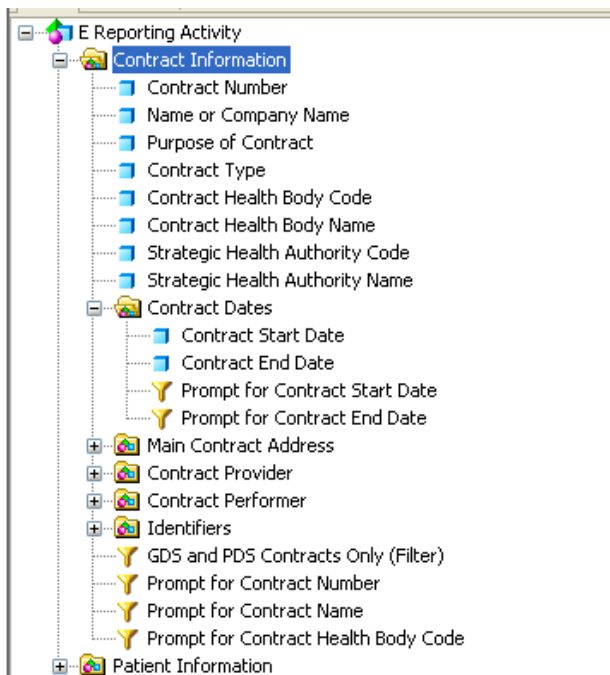 E Reporting Activity
Contract Information
Contract Number
Name or Company Name
Purpose of Contract
Contract Type
Contract Health Body Code
Contract Health Body Name
Strategic Health Authority Code
Strategic Health Authority Name
Contract Dates
Contract Start Date
Contract End Date
Prompt for Contract Start Date
Prompt for Contract End Date
Main Contract Address
Contract Provider
Contract Performer
Identifiers
GDS and PDS Contracts Only (Filter)
Prompt for Contract Number
Prompt for Contract Name
Prompt for Contract Health Body Code
Patient Information